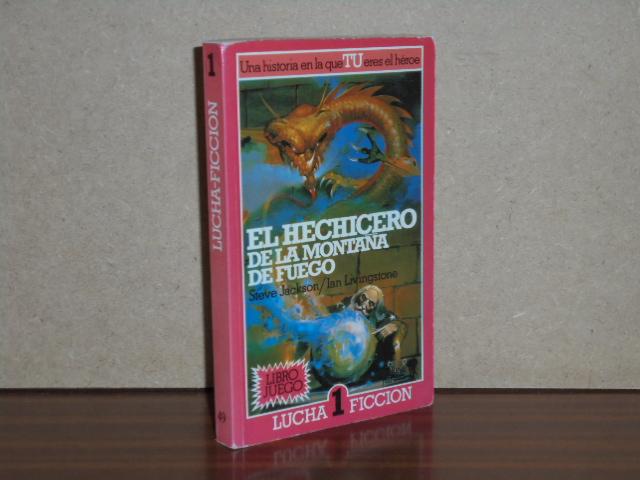 1
LUCHA-FICCION
49
Una historia en la que TU eres el héroe
EL HECHICERO
DE LA MONTAÑA
DE FUEGO
Steve Jackson/Ian Livingstone
LIBRO
JUEGO
LUCHA 1 FICCION